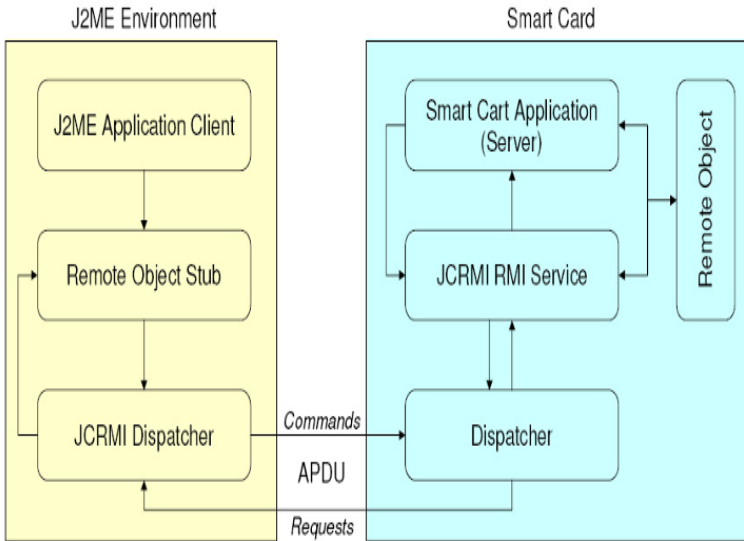 J2ME Environment
Smart Card
J2ME Application Client
Smart Cart Application
(Server)
Remote Object
Remote Object Stub
JCRMI RMI Service
JCRMI Dispatcher
Commands
Dispatcher
APDU
Requests